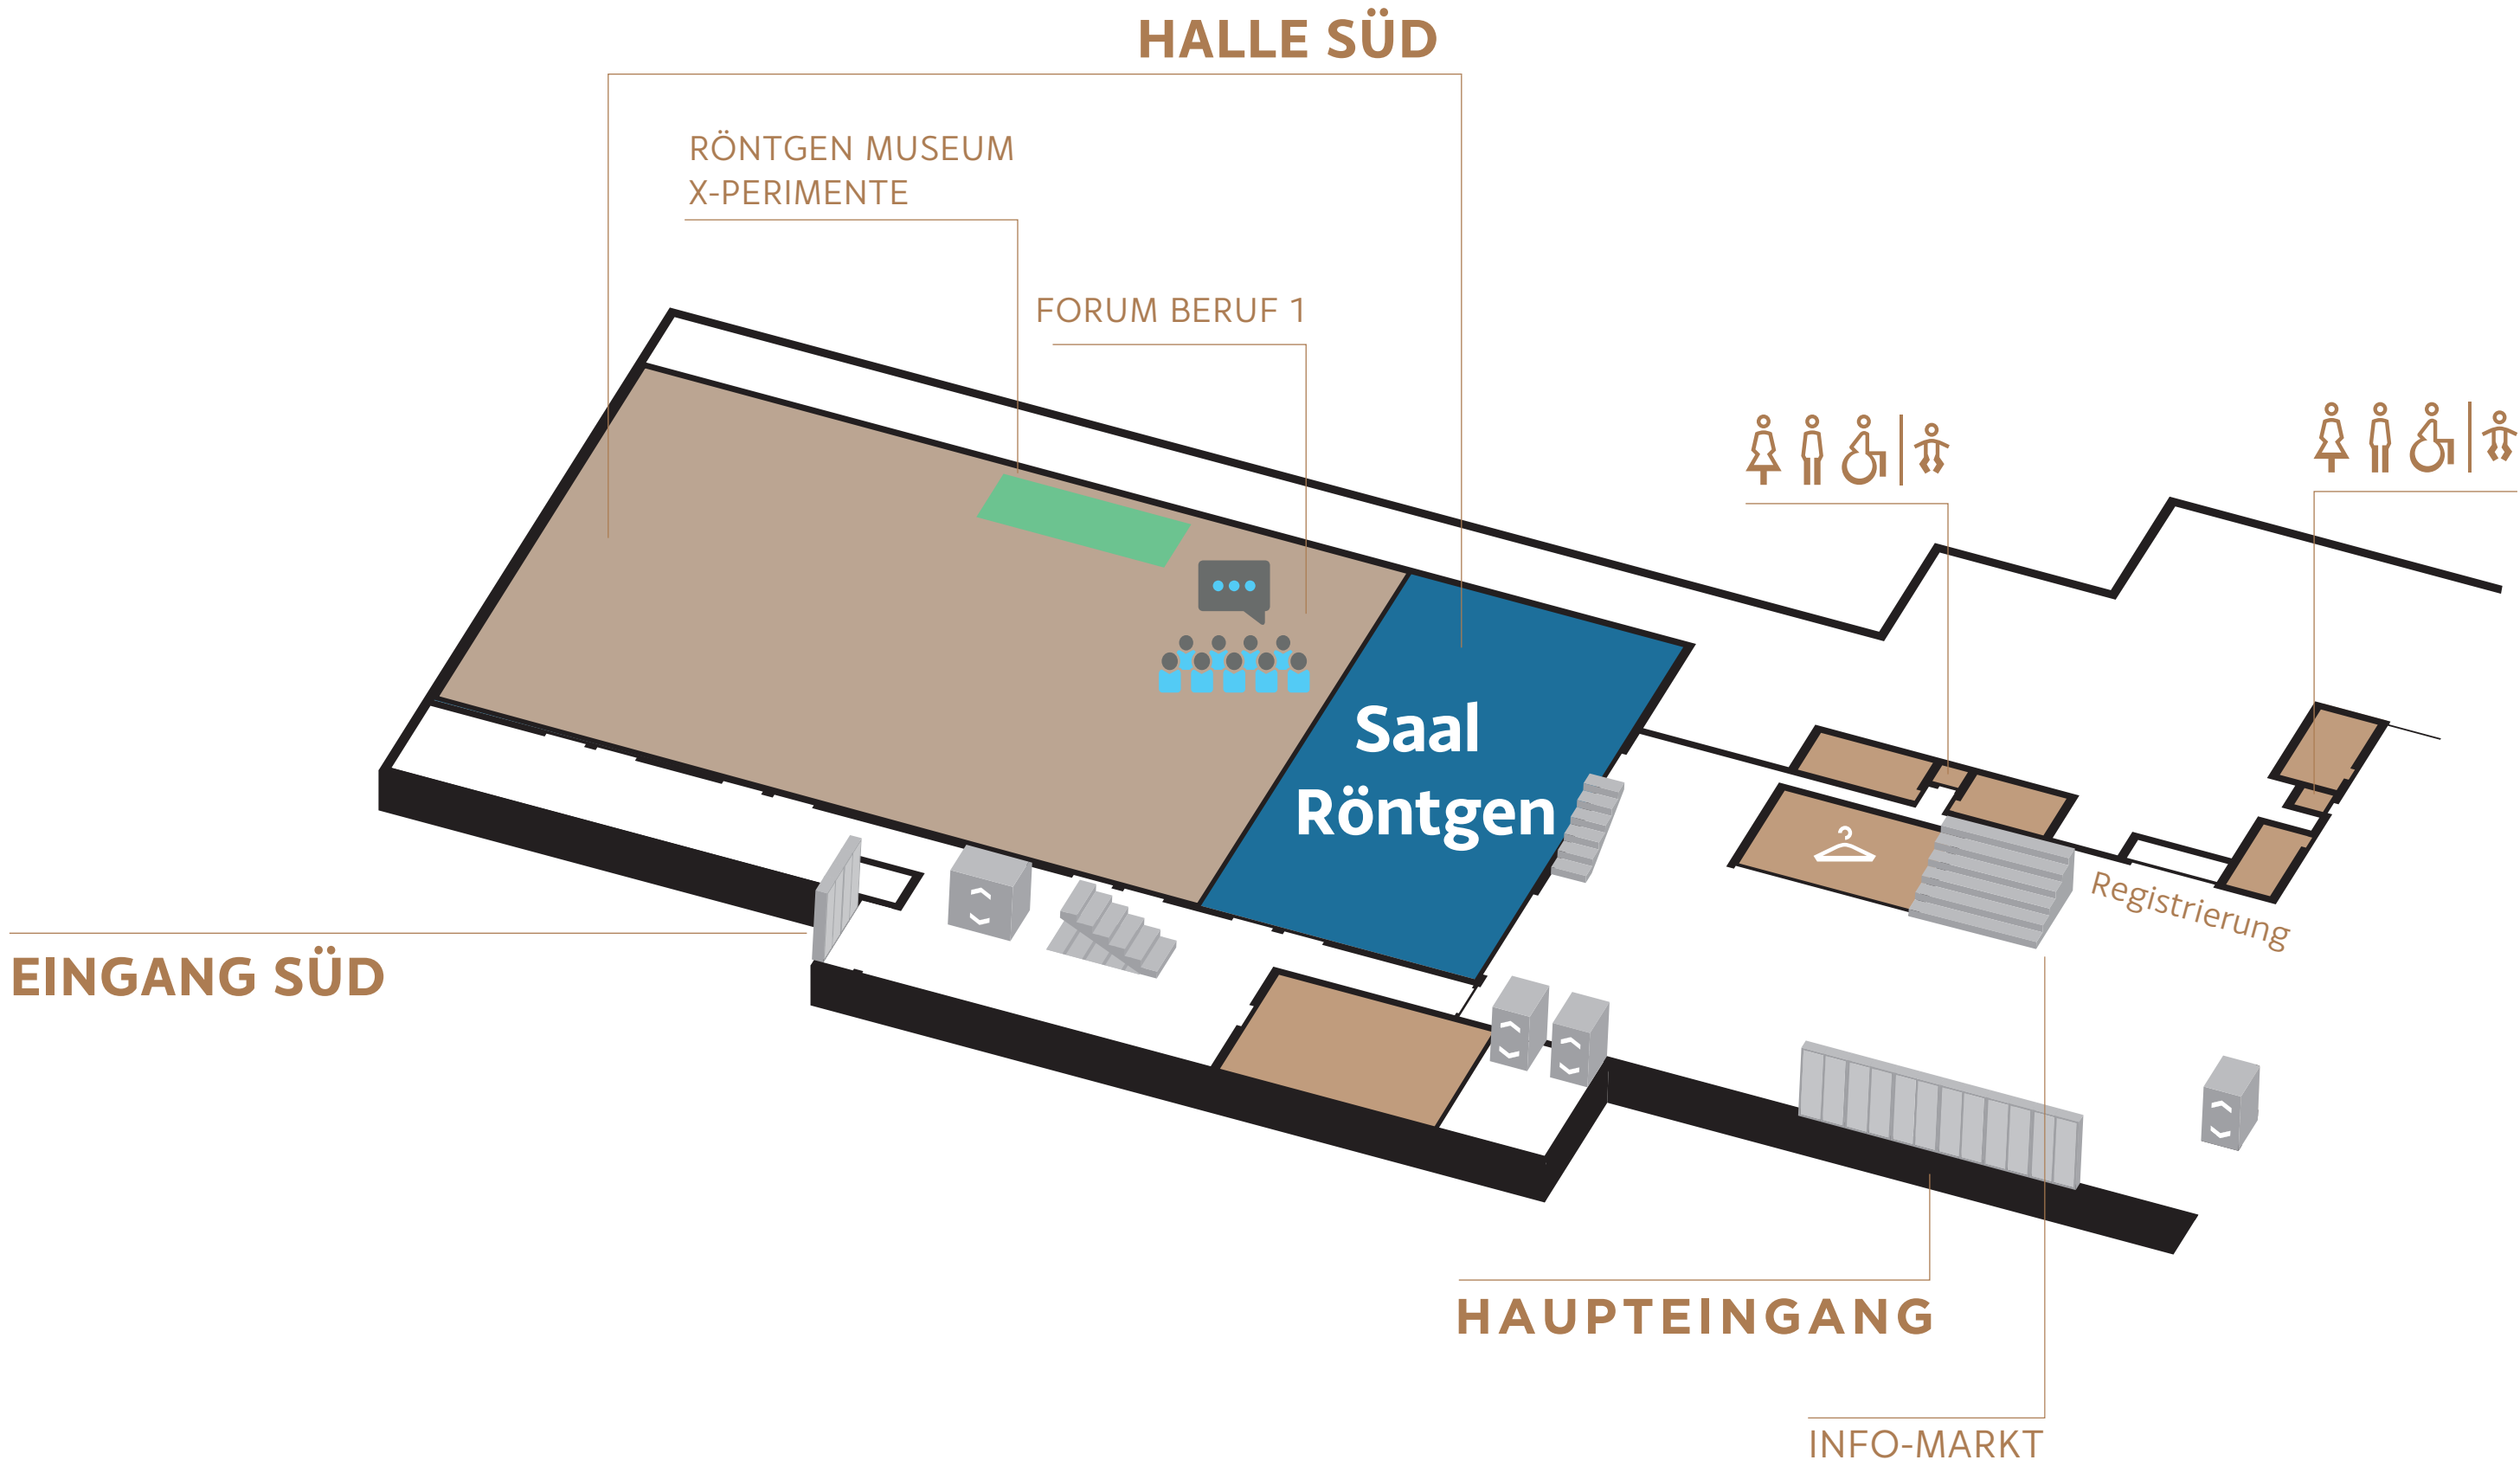 HALLE SÜD
RÖNTGEN MUSEUM
X-PERIMENTE
FORUM BERUF 1
Saal
Röntgen
Registrierung
EINGANG SÜD
HAUPTEINGANG
INFO-MARKT